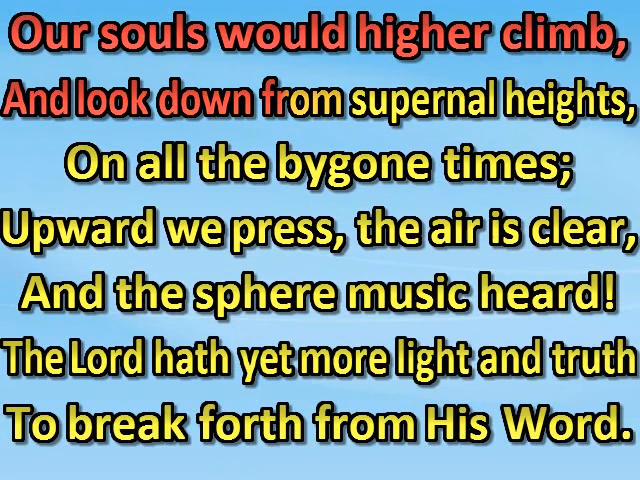 Our souls would higher climb,
And look down from supernal heights,
On all the bygone times;
Upward we press, the air is clear,
And the sphere music heard!
The Lord hath yet more light and truth
To break forth from His Word.